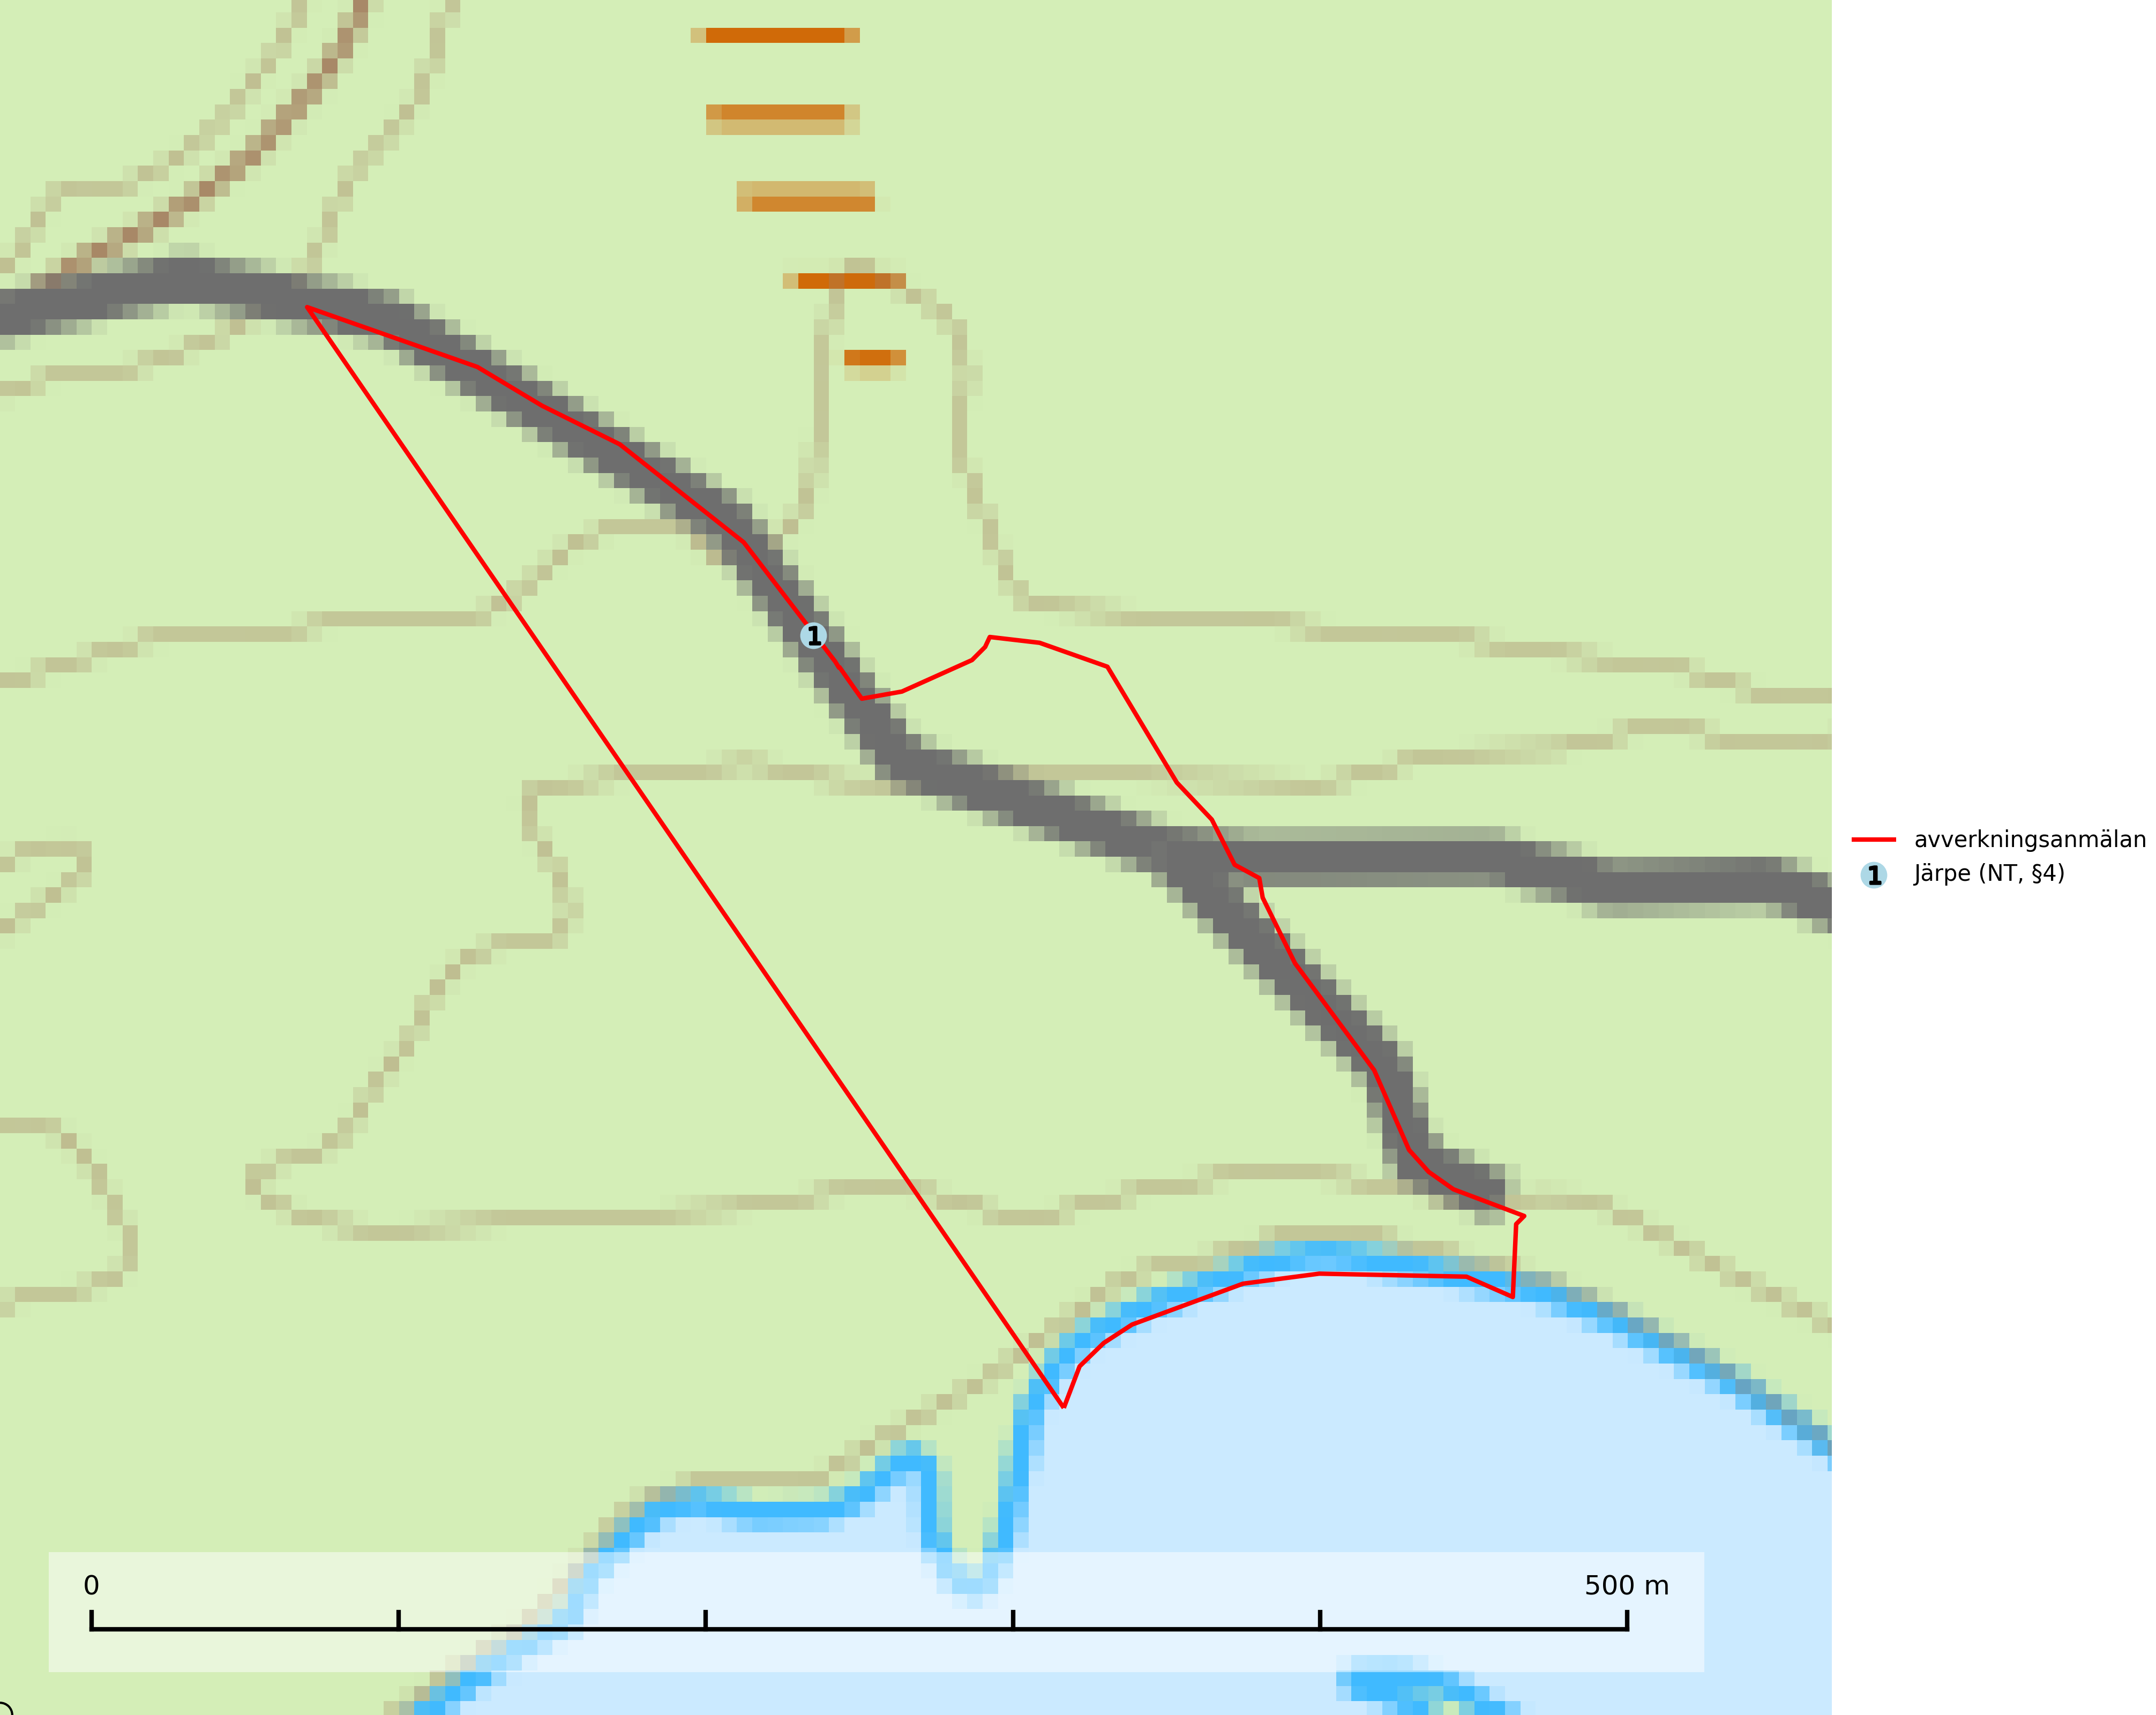 1
avverkningsanmälan
1 Järpe (NT, §4)
0 500 m